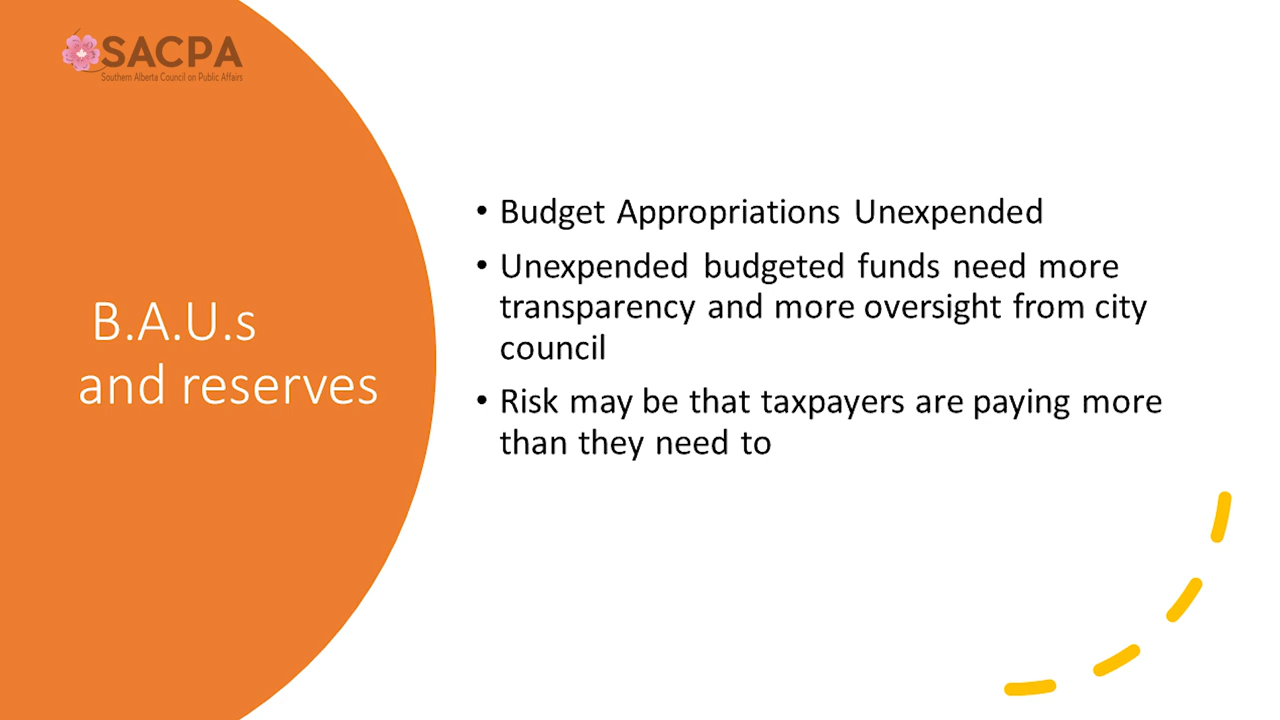 SACPA
Southern Alberta Council on Public Affairs
B.A.U.s
and reserves
• Budget Appropriations Unexpended
• Unexpended budgeted funds need more
transparency and more oversight from city
council
• Risk may be that taxpayers are paying more
than they need to